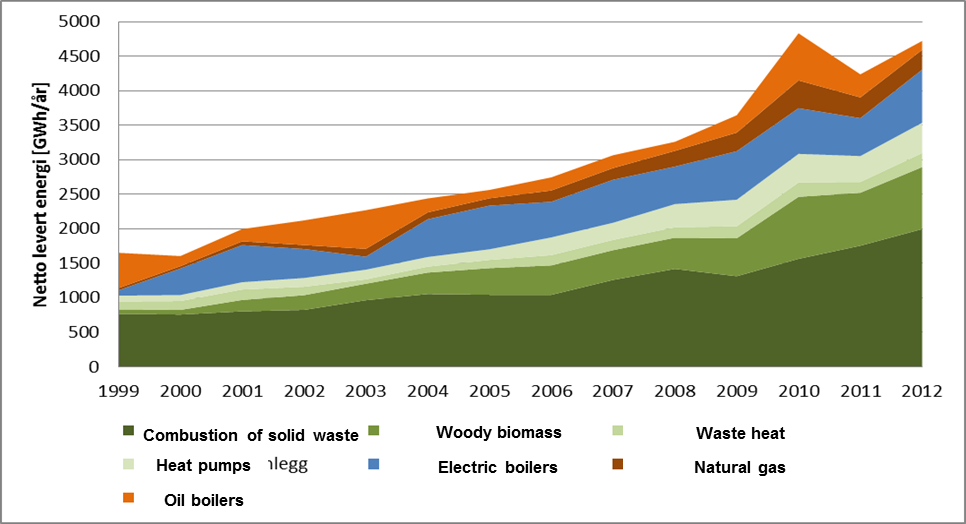 Netto levert energi [GWh/år]
5000
4500
4000
3500
3000
2500
2000
1500
1000
500
0
1999 2000 2001 2002 2003 2004 2005 2006 2007 2008 2009 2010 2011 2012
Combustion of solid waste Woody biomass Waste heat
Heat pumps nlegg Electric boilers Natural gas
Oil boilers